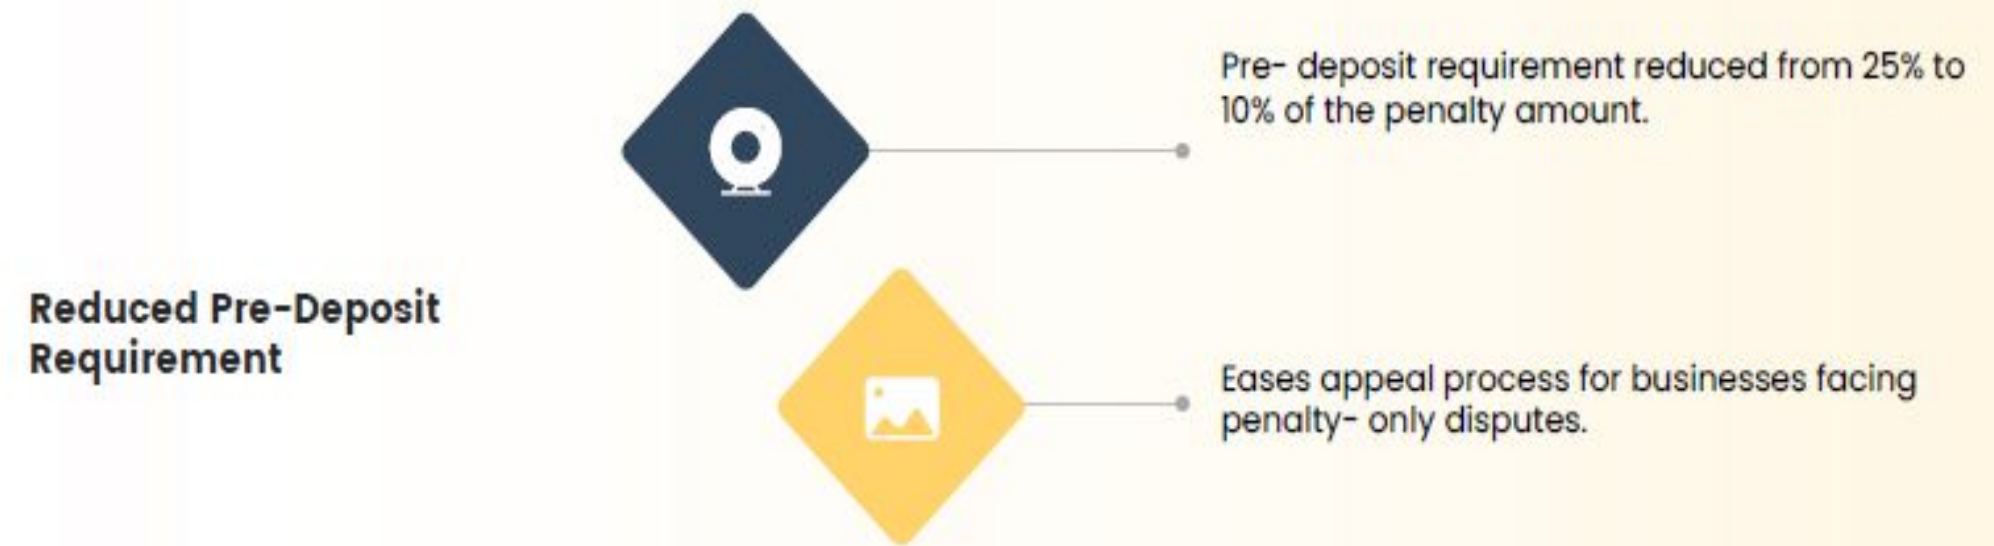 Pre- deposit requirement reduced from 25% to
10% of the penalty amount.
Reduced Pre-Deposit
Requirement
Eases appeal process for businesses facing
penalty- only disputes.